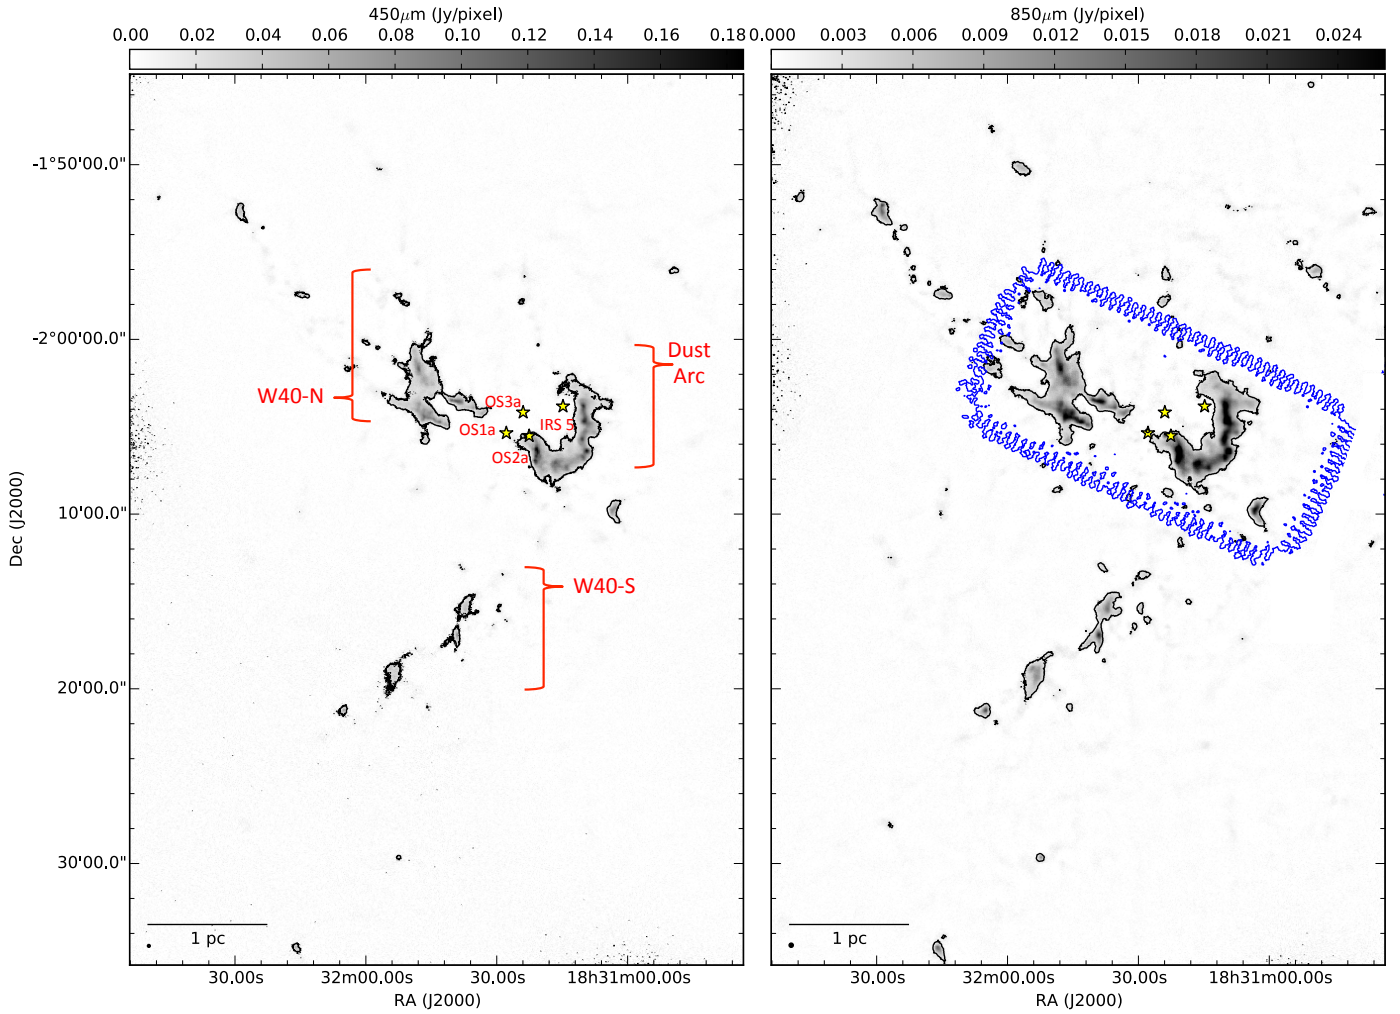 450μm (Jy/pixel)
0.00 0.02 0.04 0.06 0.08 0.10 0.12 0.14 0.16 0.18
-1°50'00.0"
-2°00'00.0"
10'00.0"
20'00.0"
30'00.0"
Dec (J2000)
W40-N
OS3a
OS1a
OS2a
IRS 5
Dust
Arc
W40-S
1 pc
30.00s 32m00.00s 30.00s 18h31m00.00s
RA (J2000)
850μm (Jy/pixel)
0.000 0.003 0.006 0.009 0.012 0.015 0.018 0.021 0.024
1 pc
30.00s 32m00.00s 30.00s 18h31m00.00s
RA (J2000)